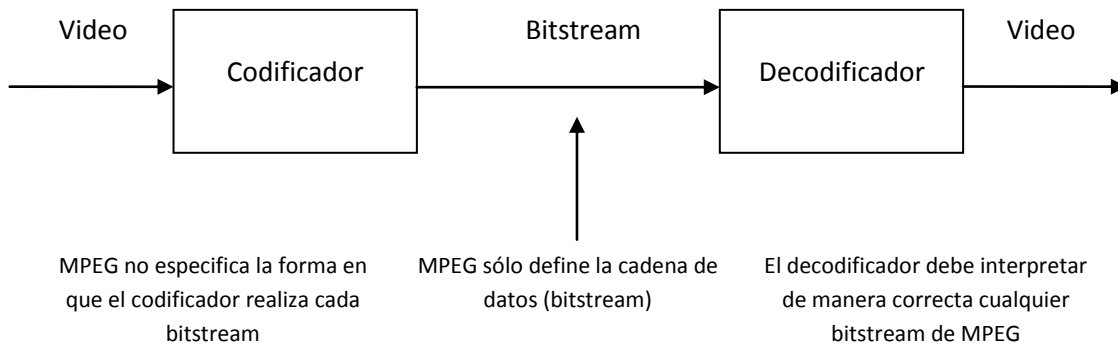 Video
Codificador
Bitstream
Decodificador
Video
MPEG no especifica la forma en
que el codificador realiza cada
bitstream
MPEG sólo define la cadena de
datos (bitstream)
El decodificador debe interpretar
de manera correcta cualquier
bitstream de MPEG